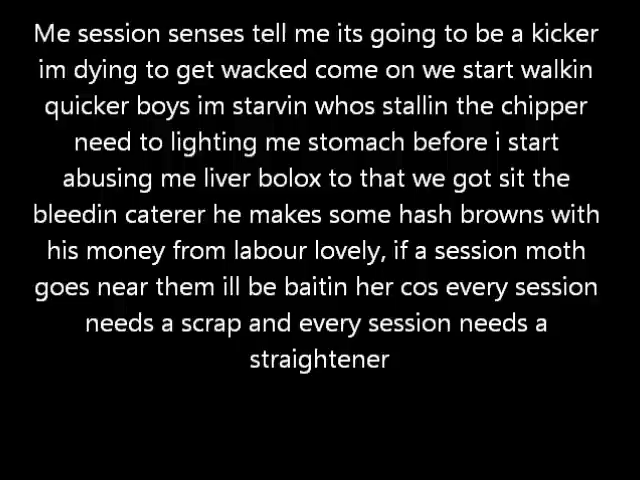 Me session senses tell me its going to be a kicker
im dying to get wacked come on we start walkin
quicker boys im starvin whos stallin the chipper
need to lighting me stomach before i start
abusing me liver bolox to that we got sit the
bleedin caterer he makes some hash browns with
his money from labour lovely, if a session moth
goes near them ill be baitin her cos every session
needs a scrap and every session needs a
straightener